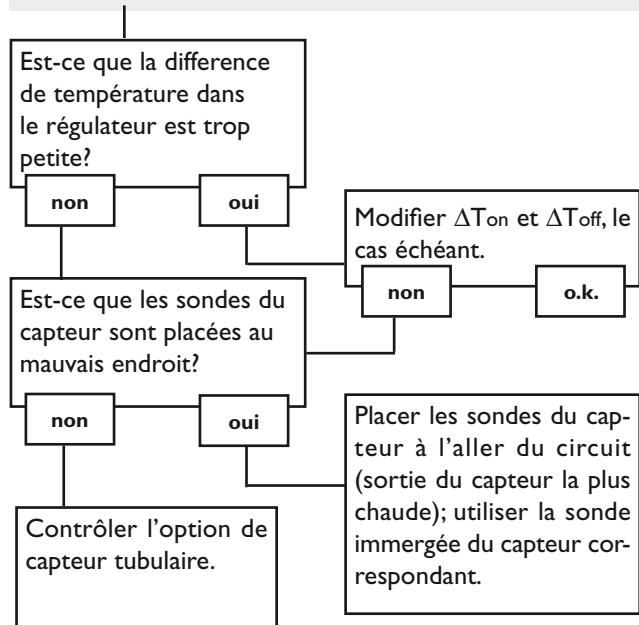 Est-ce que la difference
de température dans
le régulateur est trop
petite?
non
oui
Modifier ΔTon et ΔToff, le
cas échéant.
non
o.k.
Est-ce que les sondes du
capteur sont placées au
mauvais endroit?
non
oui
Placer les sondes du cap-
teur à l’aller du circuit
(sortie du capteur la plus
chaude); utiliser la sonde
immergée du capteur cor-
respondant.
Contrôler l’option de
capteur tubulaire.